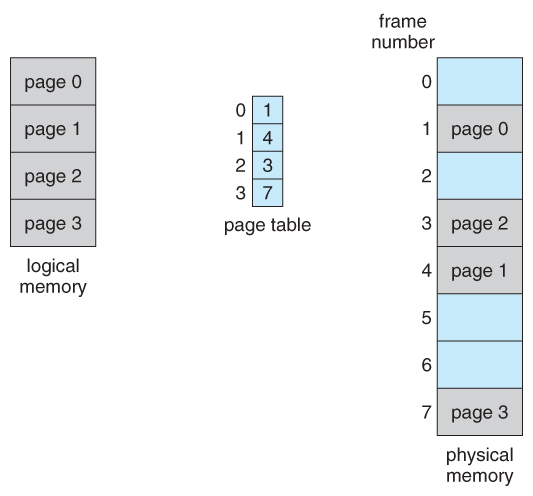 page 0
page 1
page 2
page 3
logical
memory
0 1
1 4
2 3
3 7
page table
frame
number
0
1 page 0
2
3 page 2
4 page 1
5
6
7 page 3
physical
memory